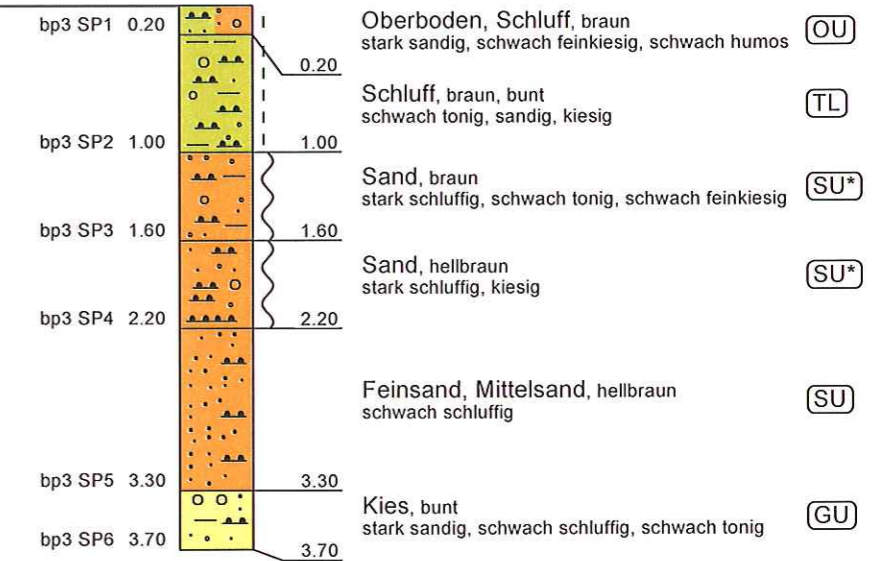 bp3 SP1 0.20
Oberboden, Schluff, braun
stark sandig, schwach feinkiesig, schwach humos
OU
0.20
Schluff, braun, bunt
schwach tonig, sandig, kiesig
TL
bp3 SP2 1.00
1.00
Sand, braun
stark schluffig, schwach tonig, schwach feinkiesig
SU*
bp3 SP3 1.60
1.60
Sand, hellbraun
stark schluffig, kiesig
SU*
bp3 SP4 2.20
2.20
Feinsand, Mittelsand, hellbraun
schwach schluffig
SU
bp3 SP5 3.30
3.30
Kies, bunt
stark sandig, schwach schluffig, schwach tonig
GU
bp3 SP6 3.70
3.70